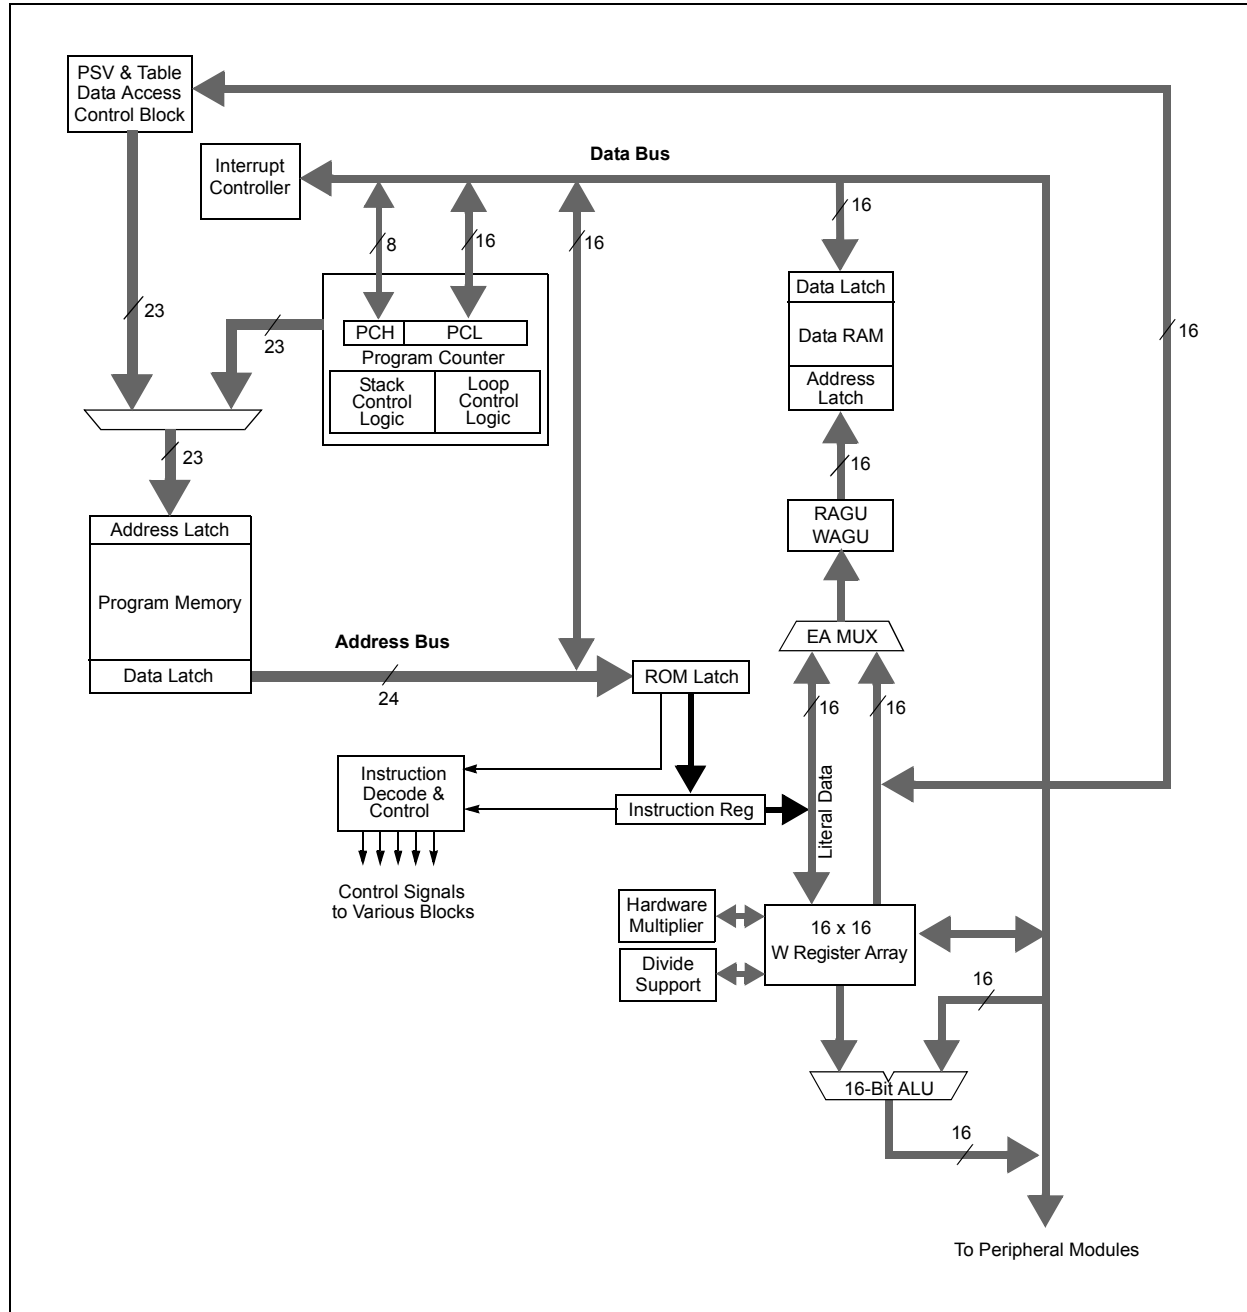 PSV & Table
Data Access
Control Block
Data Bus
Interrupt
Controller
16
8
16
16
Data Latch
23
23
16
PCH
PCL
Data RAM
Program Counter
Stack
Control
Logic
Loop
Control
Logic
Address
Latch
23
16
RAGU
WAGU
Address Latch
Program Memory
EA MUX
Address Bus
Data Latch
ROM Latch
24
16
16
Instruction
Decode &
Control
Instruction Reg
Literal Data
Control Signals
to Various Blocks
Hardware
Multiplier
16 x 16
W Register Array
Divide
Support
16
16-Bit ALU
16
To Peripheral Modules